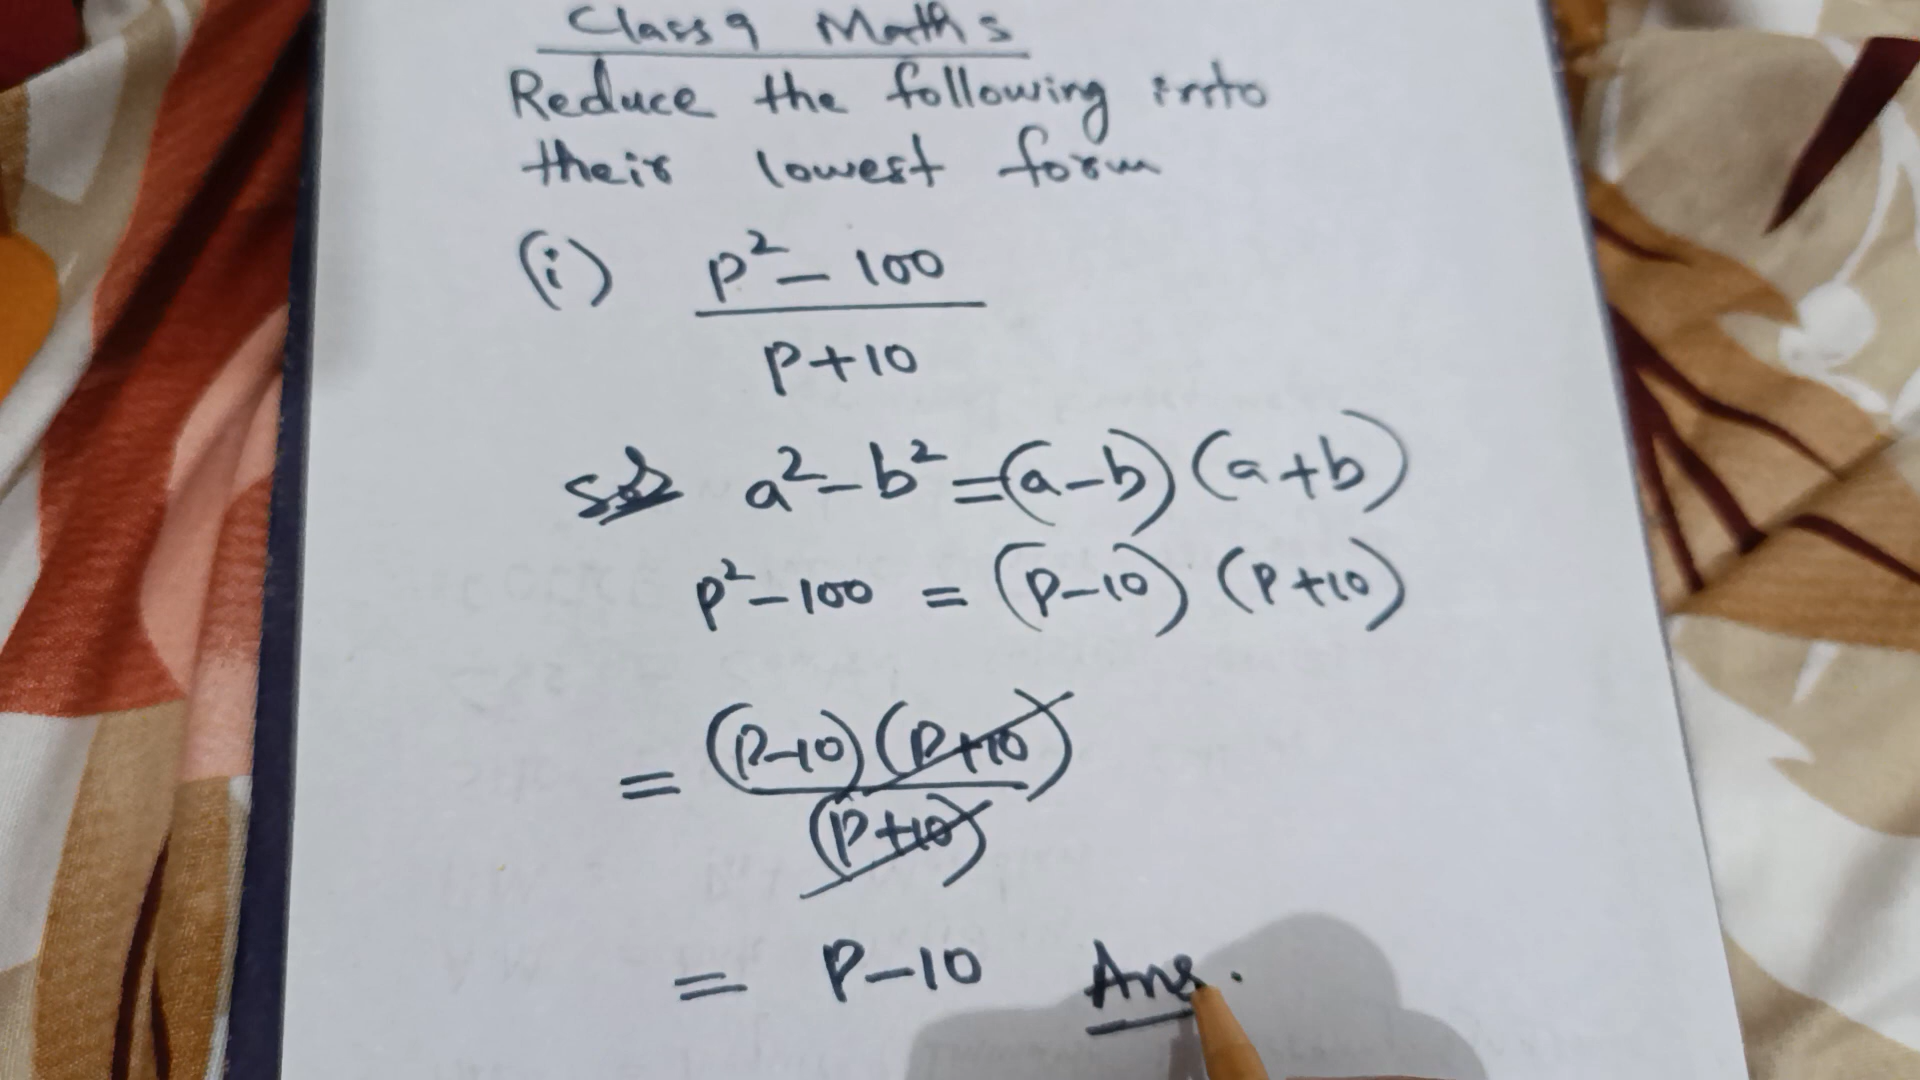 Class 9 Maths
Reduce the following into
their lowest form
(i) p² - 100
p+10
Sol a² - b² = (a-b) (a+b)
p² - 100 = (p-10) (p+10)
= (p-10) (p+10)
(p+10)
= p-10 Ans.